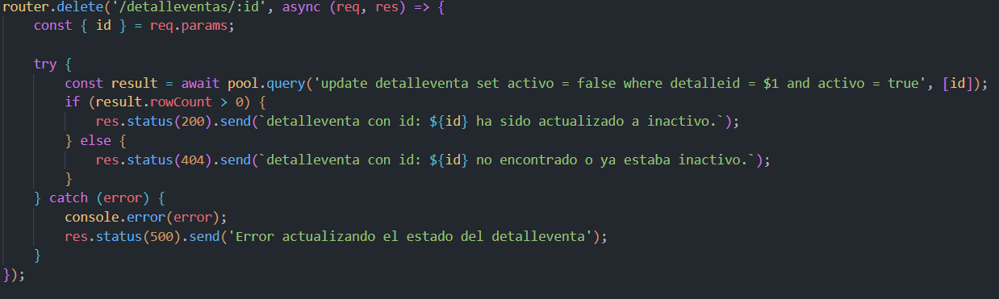 router.delete('/detalleventas/:id', async (req, res) => {
    const { id } = req.params;

    try {
        const result = await pool.query('update detalleventa set activo = false where detalleid = $1 and activo = true', [id]);
        if (result.rowCount > 0) {
            res.status(200).send(`detalleventa con id: ${id} ha sido actualizado a inactivo.`);
        } else {
            res.status(404).send(`detalleventa con id: ${id} no encontrado o ya estaba inactivo.`);
        }
    } catch (error) {
        console.error(error);
        res.status(500).send('Error actualizando el estado del detalleventa');
    }
});